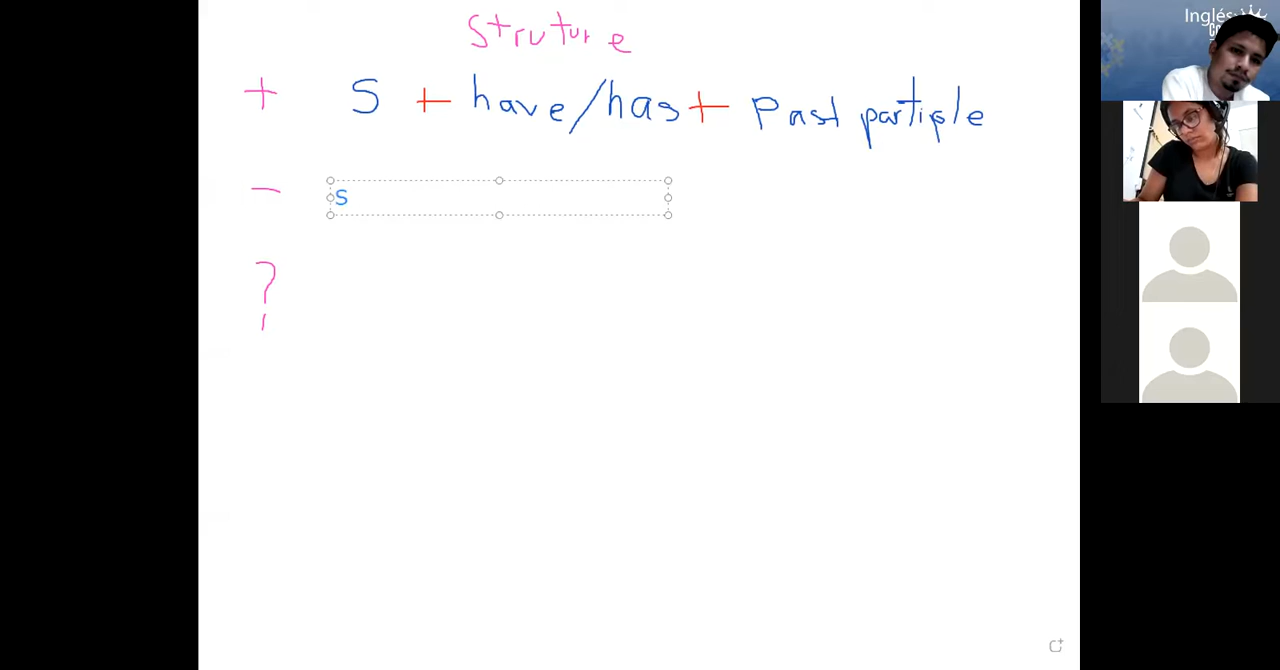 Struture
+ S + have/has + Past partiple
- s
?
Inglés